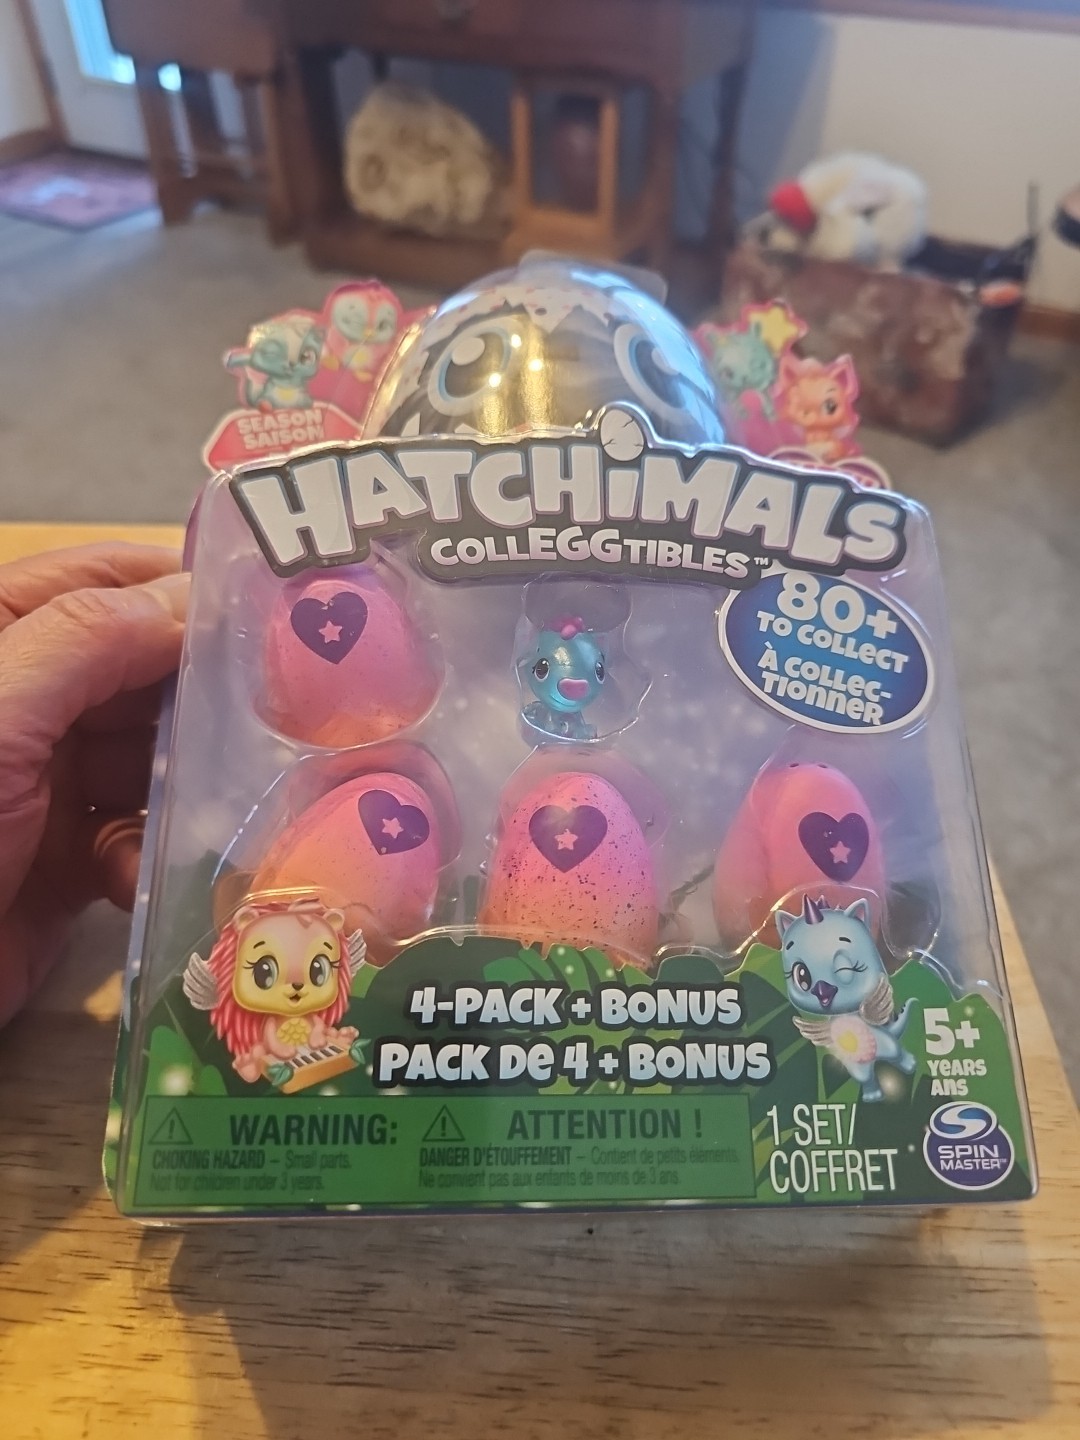 SEASON
SAISON
HATCHiMALS
COLLEGGTIBLES™
80+
TO COLLECT
À COLLEC-
TIONNER
4-PACK + BONUS
PACK De 4 + BONUS
5+
YEARS
ANS
WARNING:
CHOKING HAZARD – Small parts.
Not for children under 3 years.
ATTENTION !
DANGER D'ÉTOUFFEMENT – Contient de petits éléments.
Ne convient pas aux enfants de moins de 3 ans.
1 SET/
COFFRET
SPIN
MASTER™